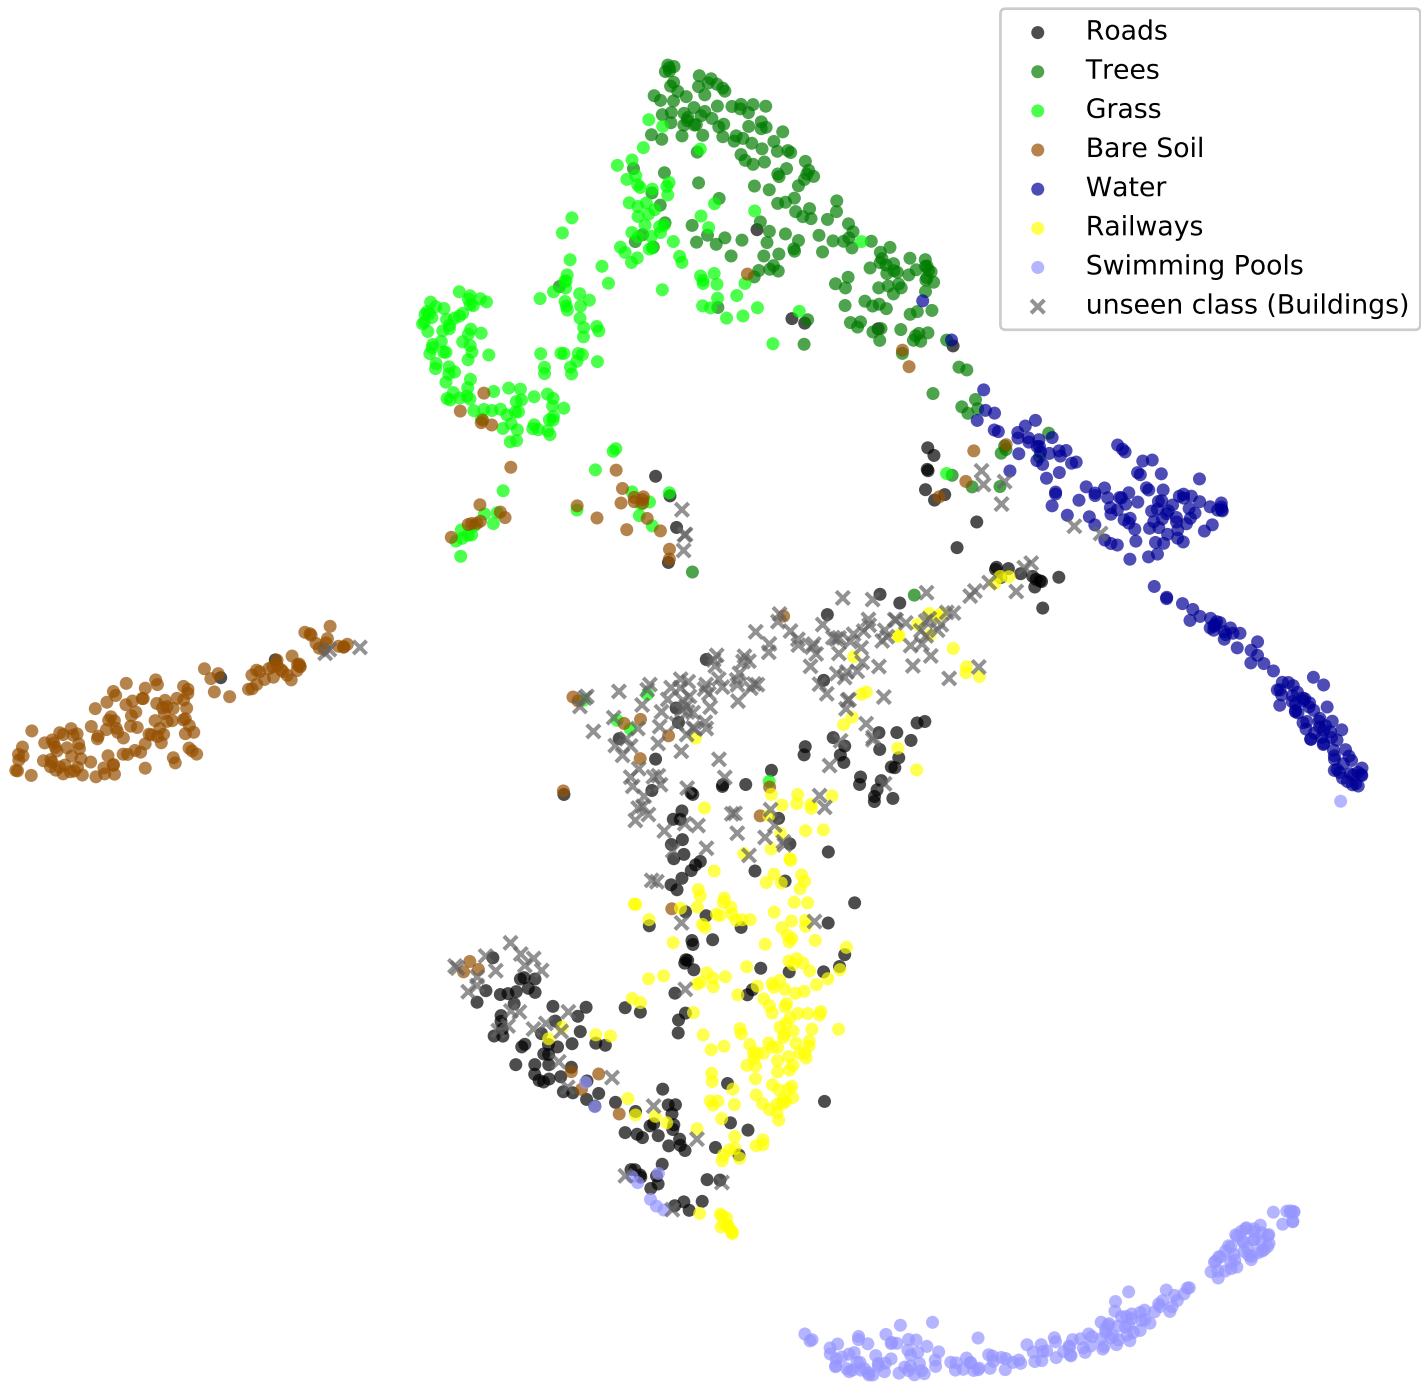 Roads
Trees
Grass
Bare Soil
Water
Railways
Swimming Pools
unseen class (Buildings)